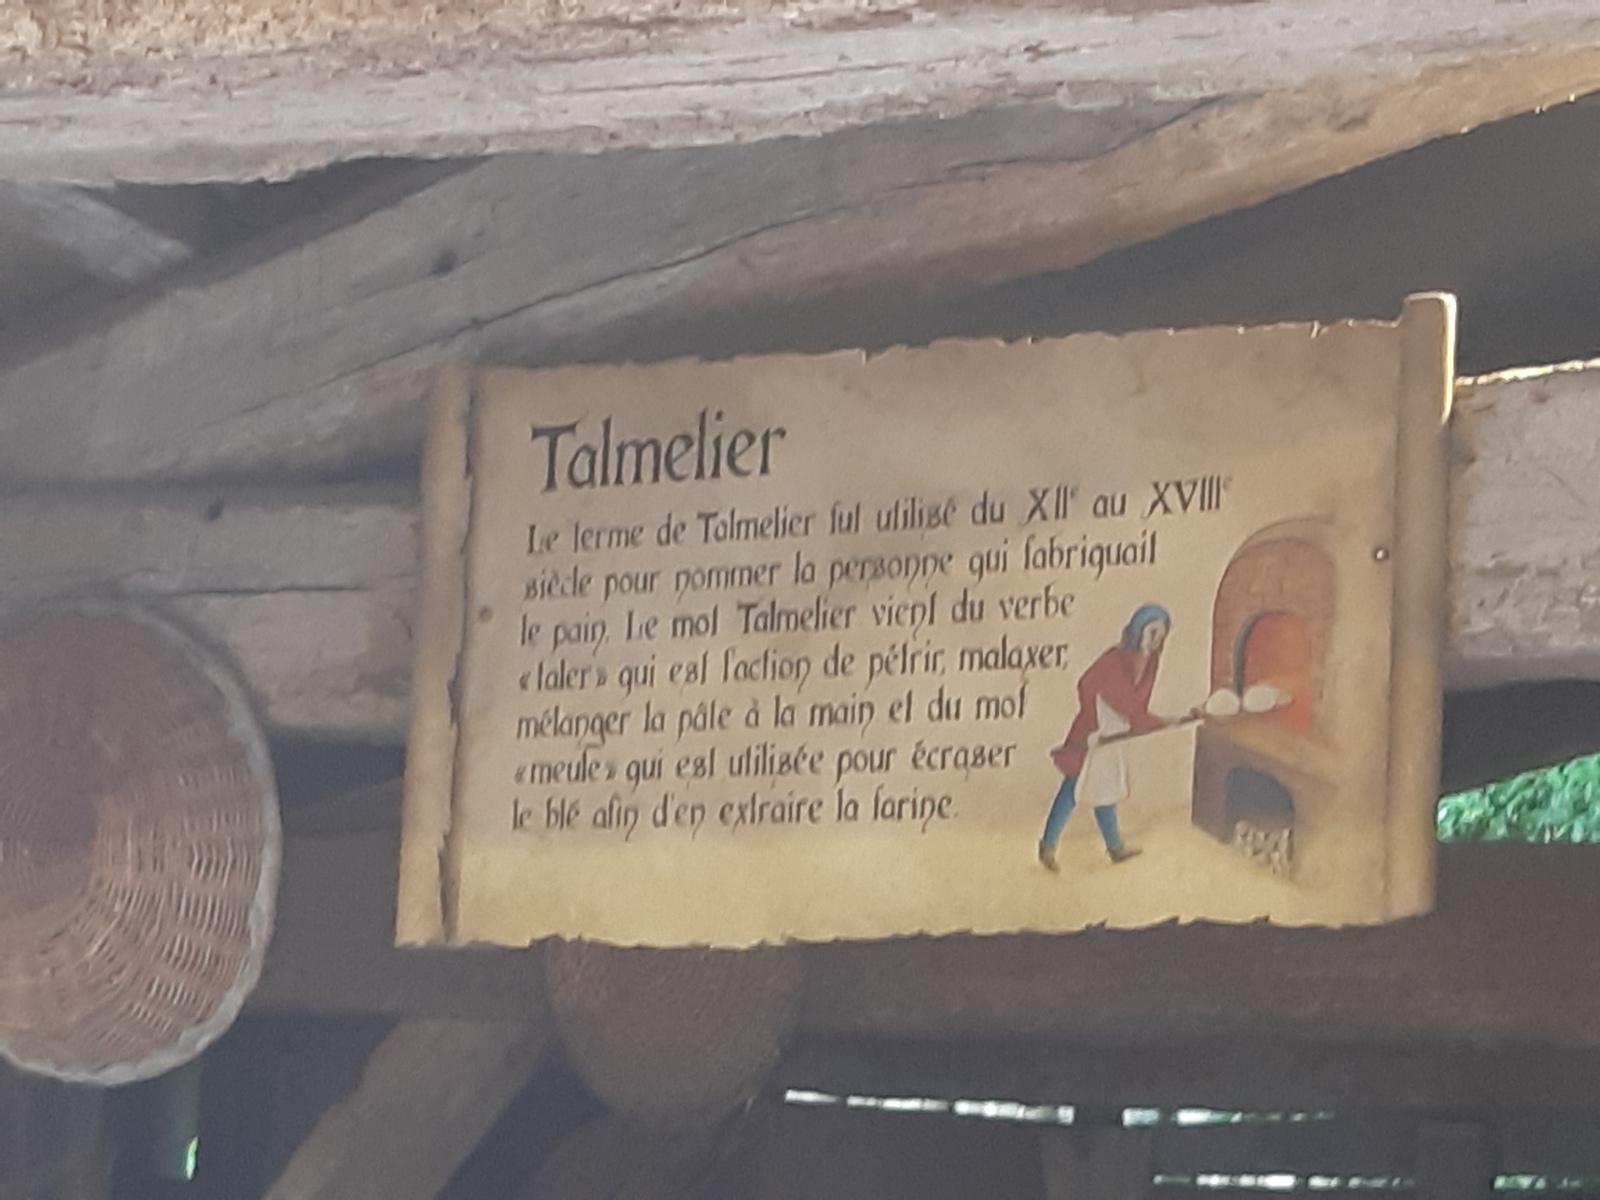 Talmelier
Le terme de Talmelier fut utilisé du XIIe au XVIIIe
siècle pour nommer la personne qui fabriquait
le pain. Le mot Talmelier vient du verbe
«taler» qui est l'action de pétrir, malaxer,
mélanger la pâte à la main et du mot
«meule» qui est utilisée pour écraser
le blé afin d'en extraire la farine.